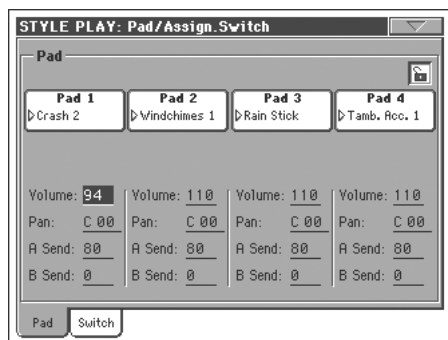 STYLE PLAY: Pad/Assign.Switch
Pad
Pad 1 Pad 2 Pad 3 Pad 4
Crash 2 Windchimes 1 Rain Stick Tamb. Acc. 1
Volume: 94 Volume: 110 Volume: 110 Volume: 110
Pan: C 00 Pan: C 00 Pan: C 00 Pan: C 00
A Send: 80 A Send: 80 A Send: 80 A Send: 80
B Send: 0 B Send: 0 B Send: 0 B Send: 0
Pad Switch